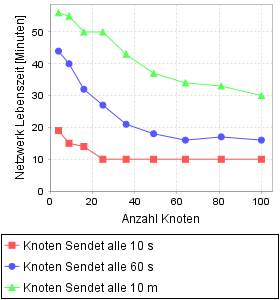 Netzwerk Lebenszeit [Minuten]
50
40
30
20
10
0
0 20 40 60 80 100
Anzahl Knoten
Knoten Sendet alle 10 s
Knoten Sendet alle 60 s
Knoten Sendet alle 10 m